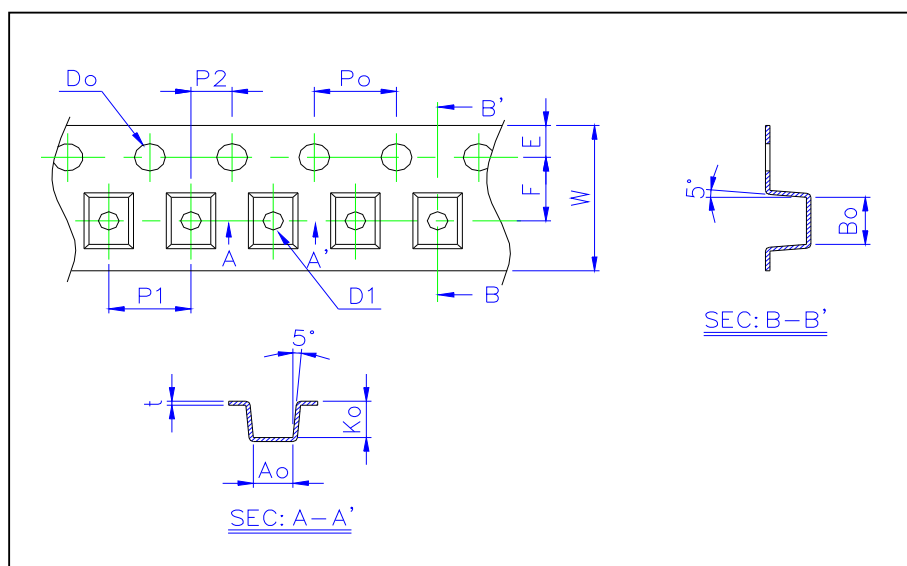 Do
P2
Po
B'
E
F
W
A
A'
P1
D1
B
5°
Bo
SEC: B-B'
5°
t
Ko
Ao
SEC: A-A'